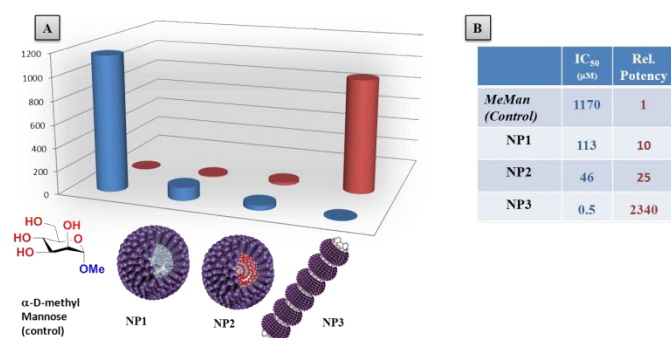 A
1200
1000
800
600
400
200
0
HO
OH
HO
HO
O
OMe
α-D-methyl
Mannose
(control)
NP1
NP2
NP3
B
IC50 (μM) Rel. Potency
MeMan (Control) 1170 1
NP1 113 10
NP2 46 25
NP3 0.5 2340